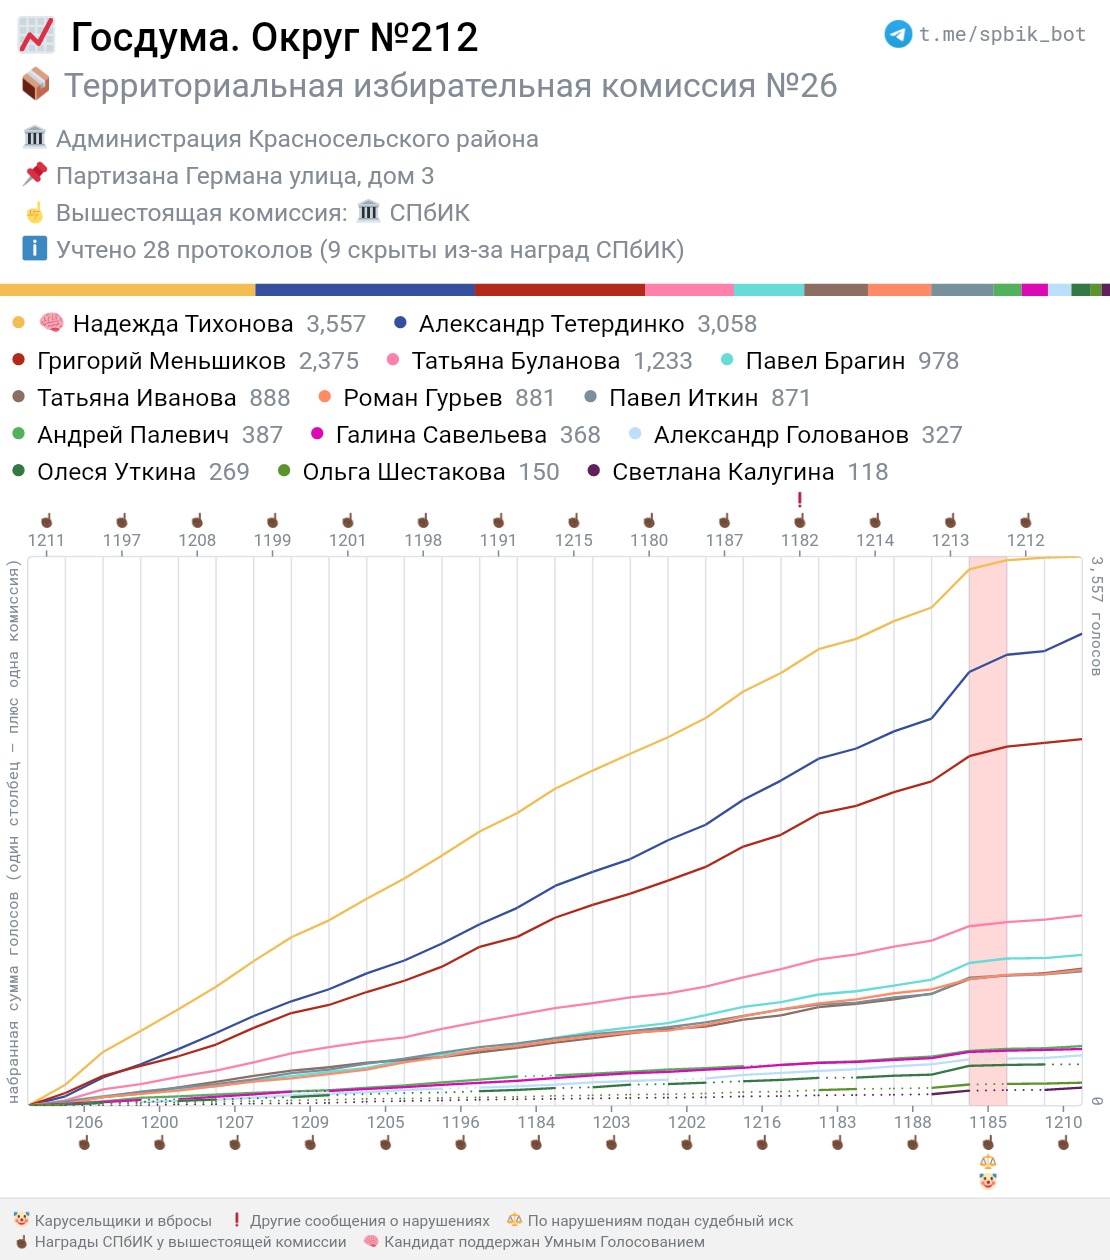 Госдума. Округ №212
t.me/spbik_bot
Территориальная избирательная комиссия №26
Администрация Красносельского района
Партизана Германа улица, дом 3
Вышестоящая комиссия: СПбИК
Учтено 28 протоколов (9 скрыты из-за наград СПбИК)
Надежда Тихонова 3,557 Александр Тетердинко 3,058
Григорий Меньшиков 2,375 Татьяна Буланова 1,233 Павел Брагин 978
Татьяна Иванова 888 Роман Гурьев 881 Павел Иткин 871
Андрей Палевич 387 Галина Савельева 368 Александр Голованов 327
Олеся Уткина 269 Ольга Шестакова 150 Светлана Калугина 118
1211 1197 1208 1199 1201 1198 1191 1215 1180 1187 1182 1214 1213 1212
набранная сумма голосов (один столбец — плюс одна комиссия)
3,557 голосов
0
1206 1200 1207 1209 1205 1196 1184 1203 1202 1216 1183 1188 1185 1210
Карусельщики и вбросы Другие сообщения о нарушениях По нарушениям подан судебный иск
Награды СПбИК у вышестоящей комиссии Кандидат поддержан Умным Голосованием